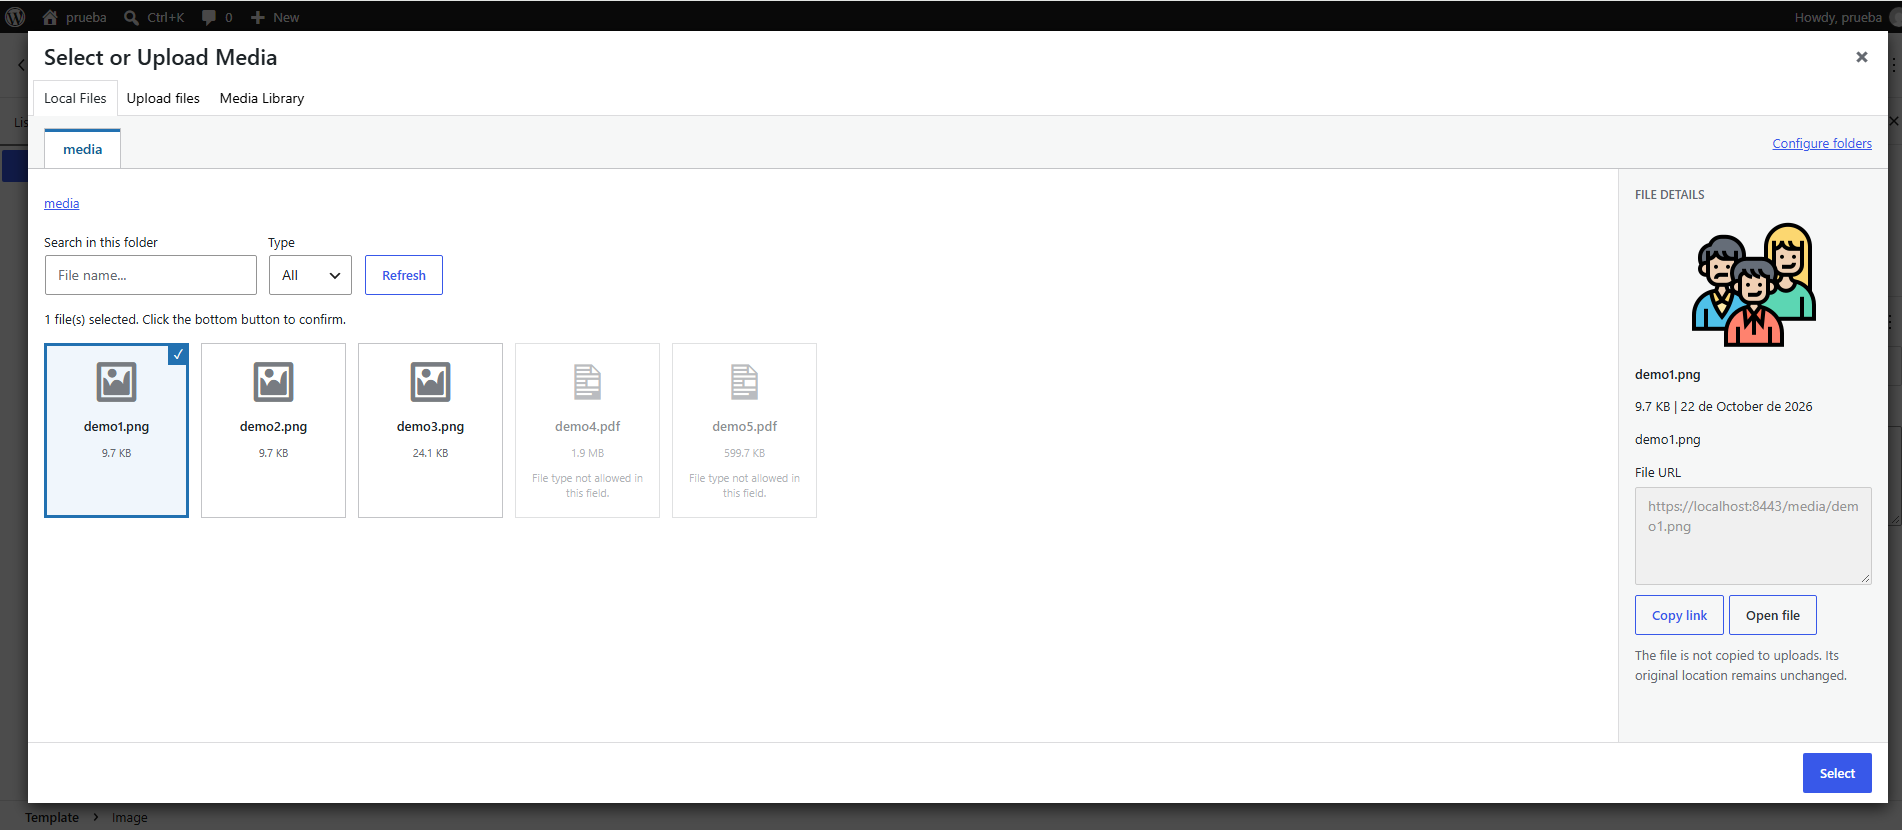 prueba
Ctrl+K
0
New
Howdy, prueba
Select or Upload Media
Local Files
Upload files
Media Library
Lis
media
Configure folders
media
Search in this folder
Type
File name...
All
Refresh
1 file(s) selected. Click the bottom button to confirm.
demo1.png
9.7 KB
demo2.png
9.7 KB
demo3.png
24.1 KB
demo4.pdf
1.9 MB
File type not allowed in
this field.
demo5.pdf
599.7 KB
File type not allowed in
this field.
FILE DETAILS
demo1.png
9.7 KB | 22 de October de 2026
demo1.png
File URL
https://localhost:8443/media/dem
o1.png
Copy link
Open file
The file is not copied to uploads. Its
original location remains unchanged.
Select
Template > Image